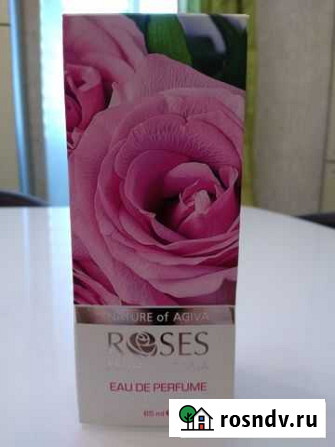 NATURE of AGIVA
ROSES
EAU DE PERFUME
rosndv.ru